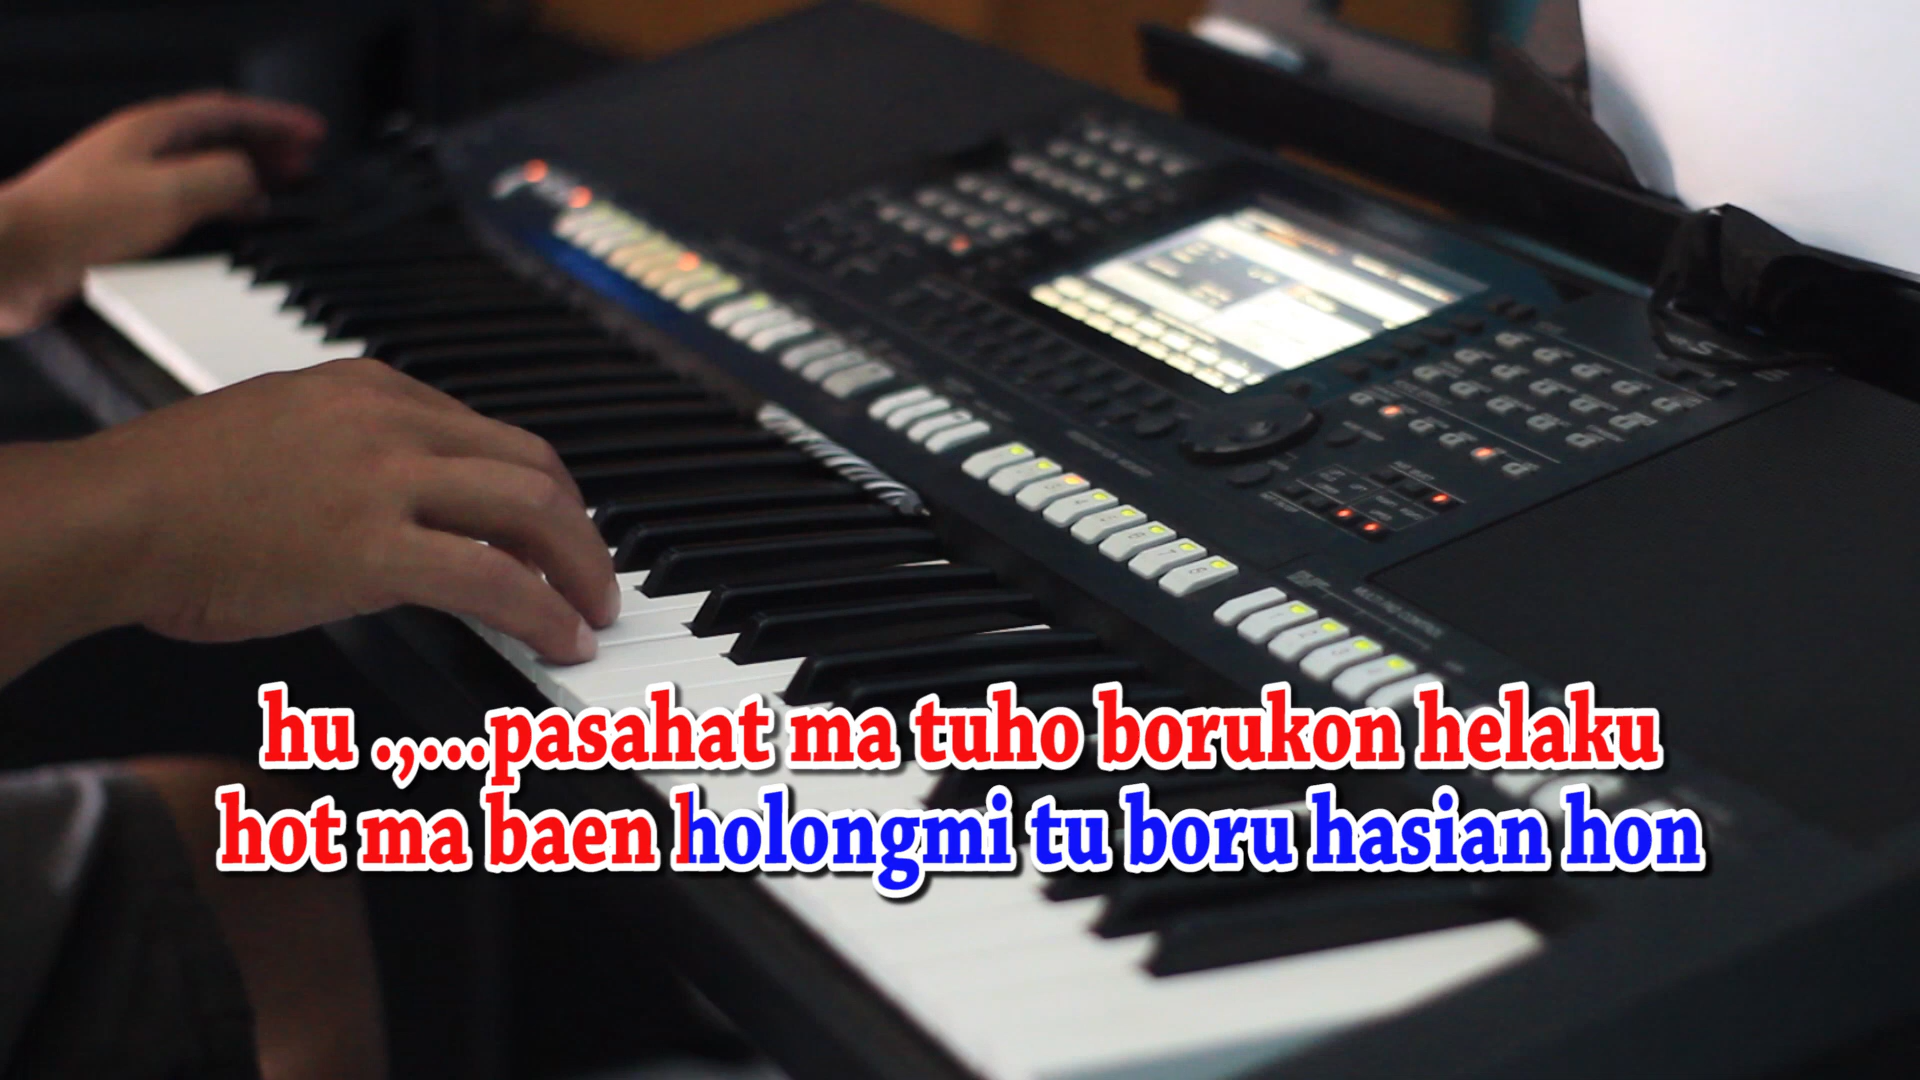 hu .,...pasahat ma tuho borukon helaku
hot ma baen holongmi tu boru hasian hon